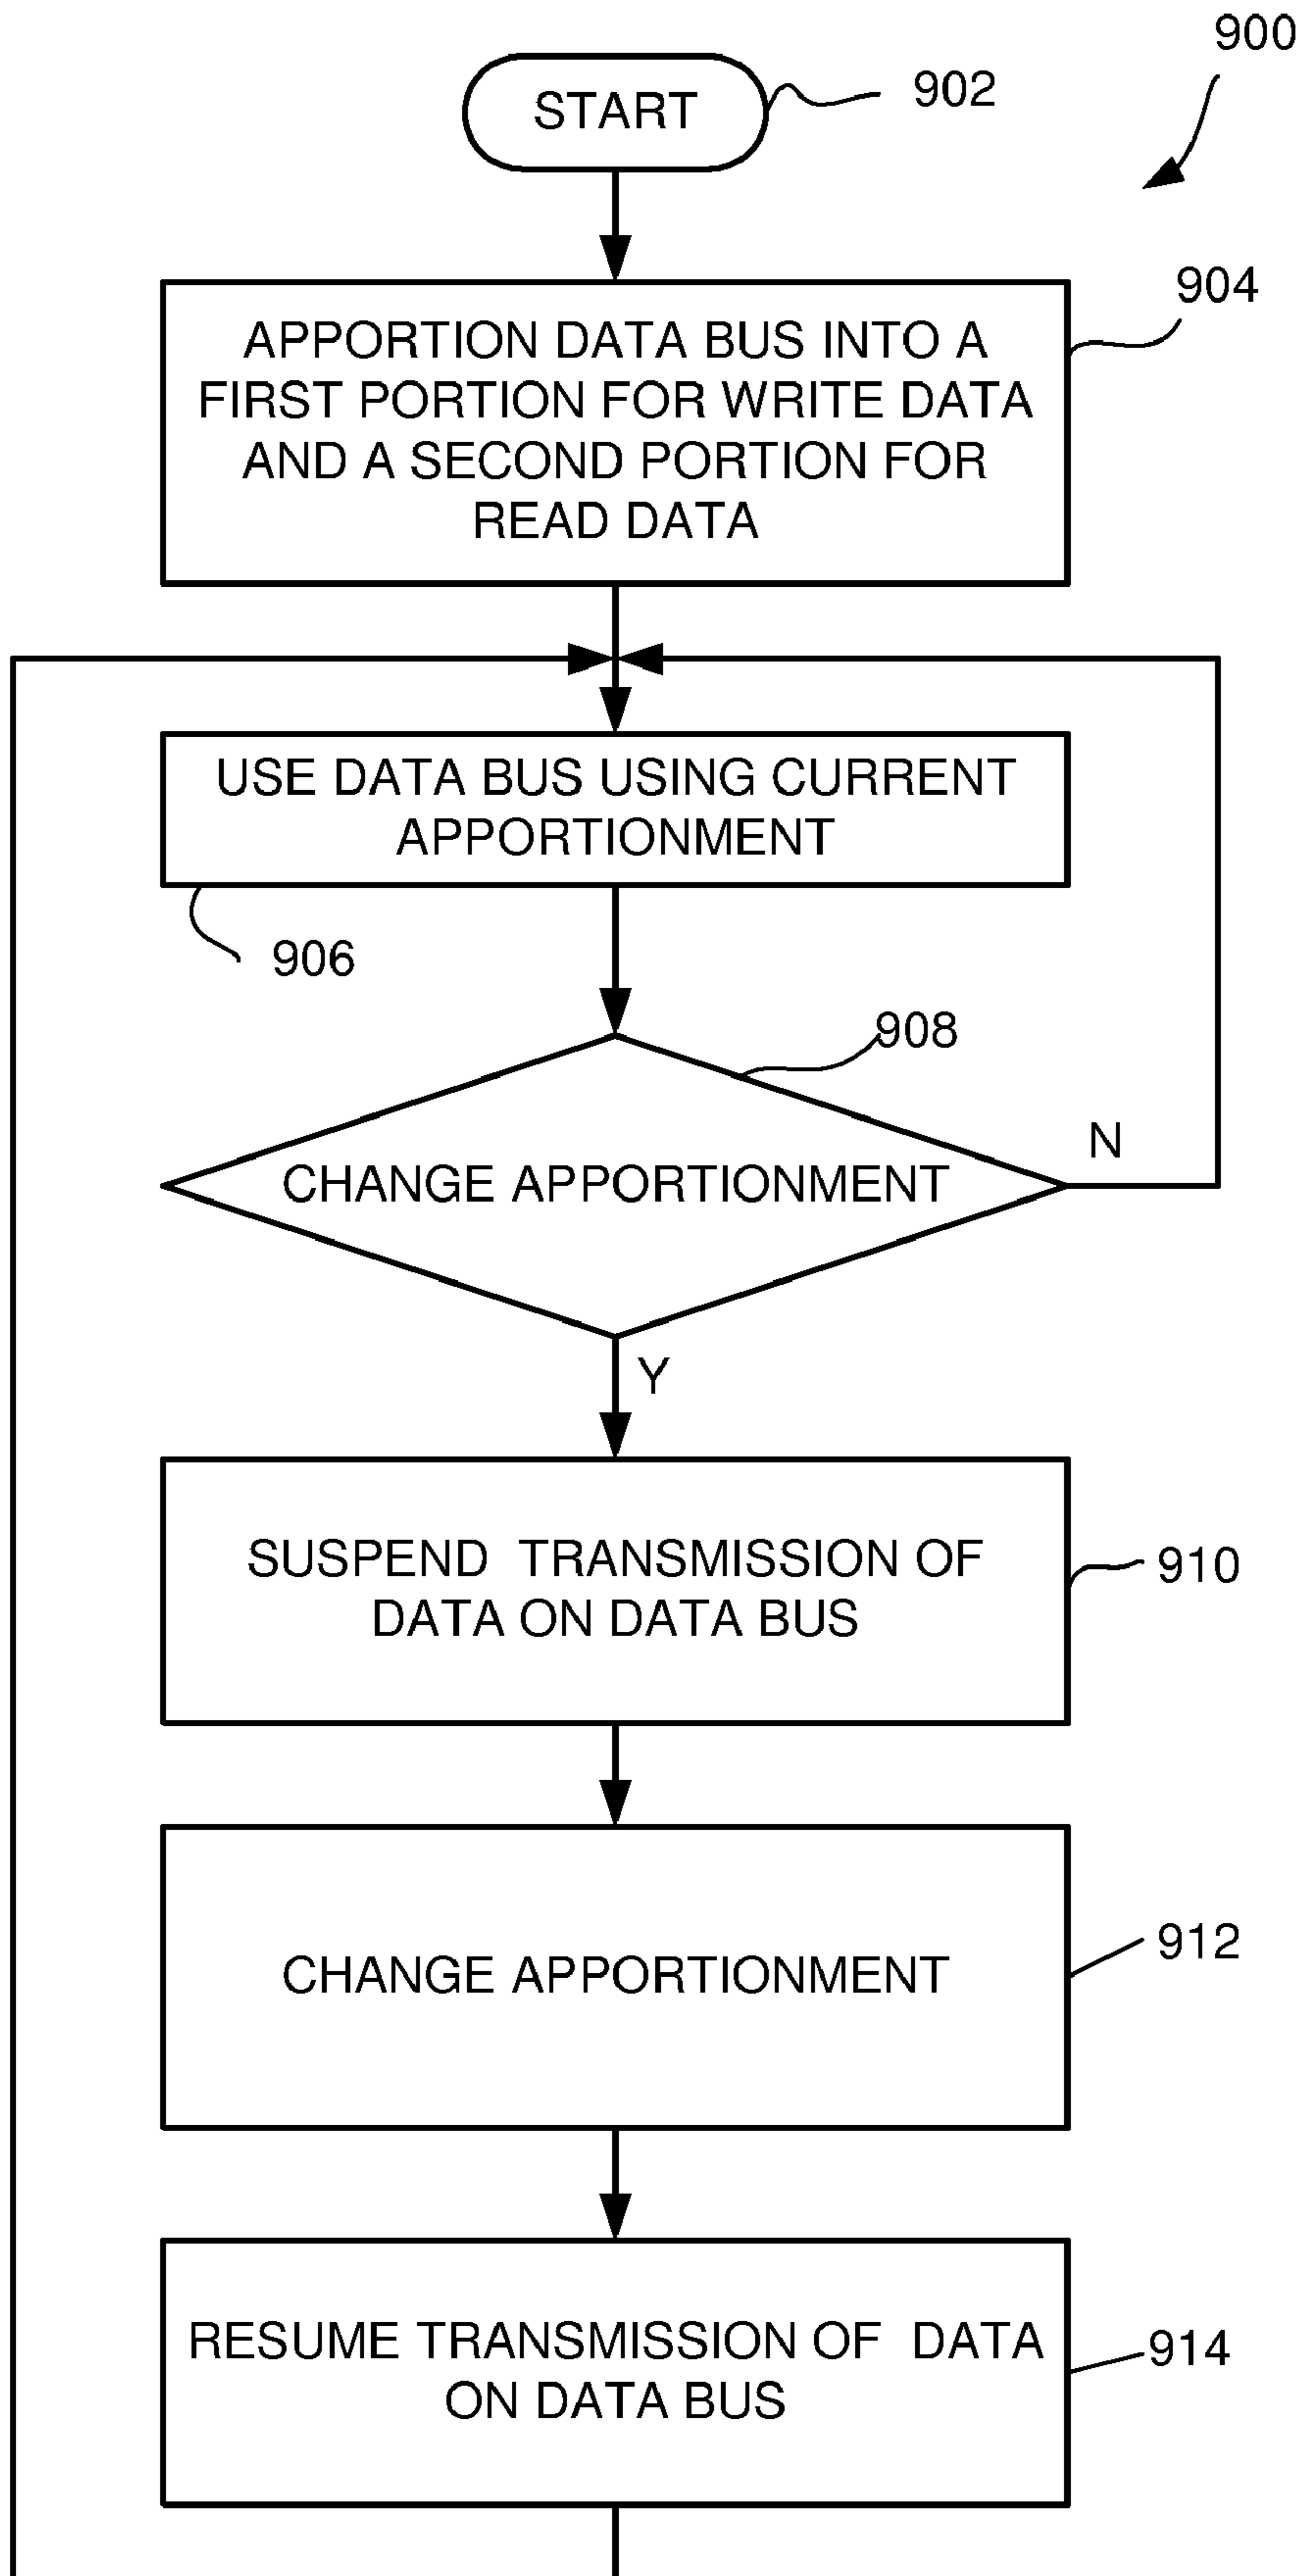 900
START
902
904
APPORTION DATA BUS INTO A
FIRST PORTION FOR WRITE DATA
AND A SECOND PORTION FOR
READ DATA
USE DATA BUS USING CURRENT
APPORTIONMENT
906
908
CHANGE APPORTIONMENT
N
Y
SUSPEND TRANSMISSION OF
DATA ON DATA BUS
910
CHANGE APPORTIONMENT
912
RESUME TRANSMISSION OF DATA
ON DATA BUS
914